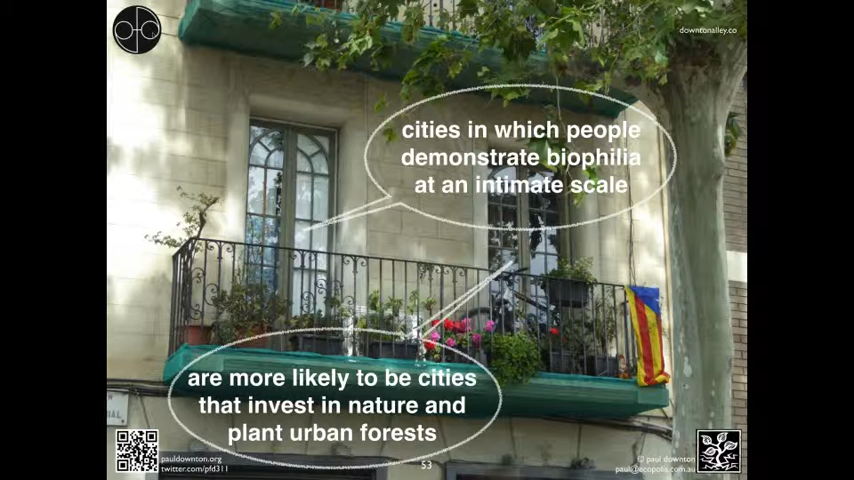 downtonalley.co
cities in which people
demonstrate biophilia
at an intimate scale
are more likely to be cities
that invest in nature and
plant urban forests
pauldownton.org
twitter.com/pfd311
53
© paul downton
paul@ecopolis.com.au